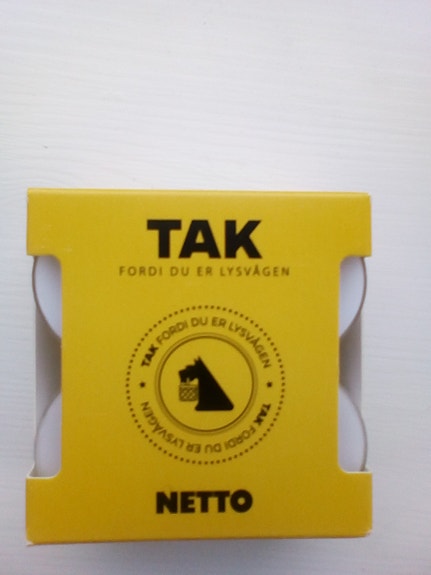 TAK
FORDI DU ER LYSVÅGEN
TAK FORDI DU ER LYSVÅGEN
TAK FORDI DU ER LYSVÅGEN
NETTO